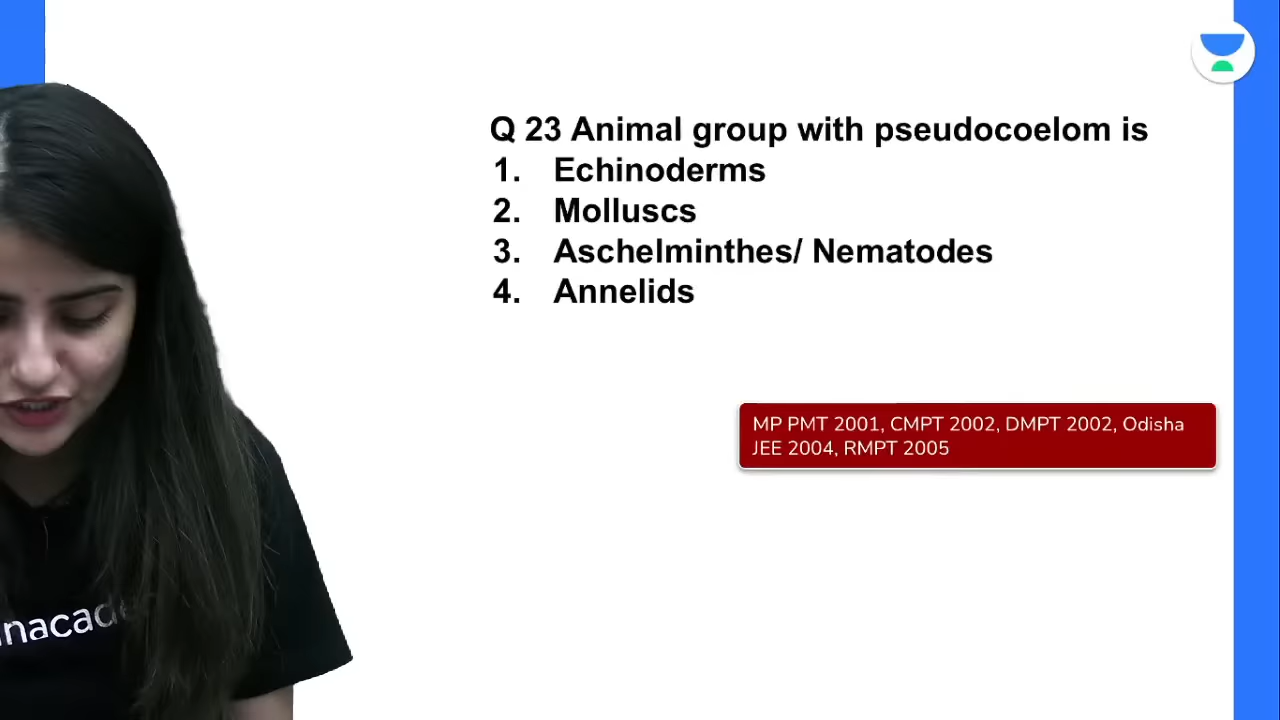 Q 23 Animal group with pseudocoelom is
1. Echinoderms
2. Molluscs
3. Aschelminthes/ Nematodes
4. Annelids
MP PMT 2001, CMPT 2002, DMPT 2002, Odisha
JEE 2004, RMPT 2005